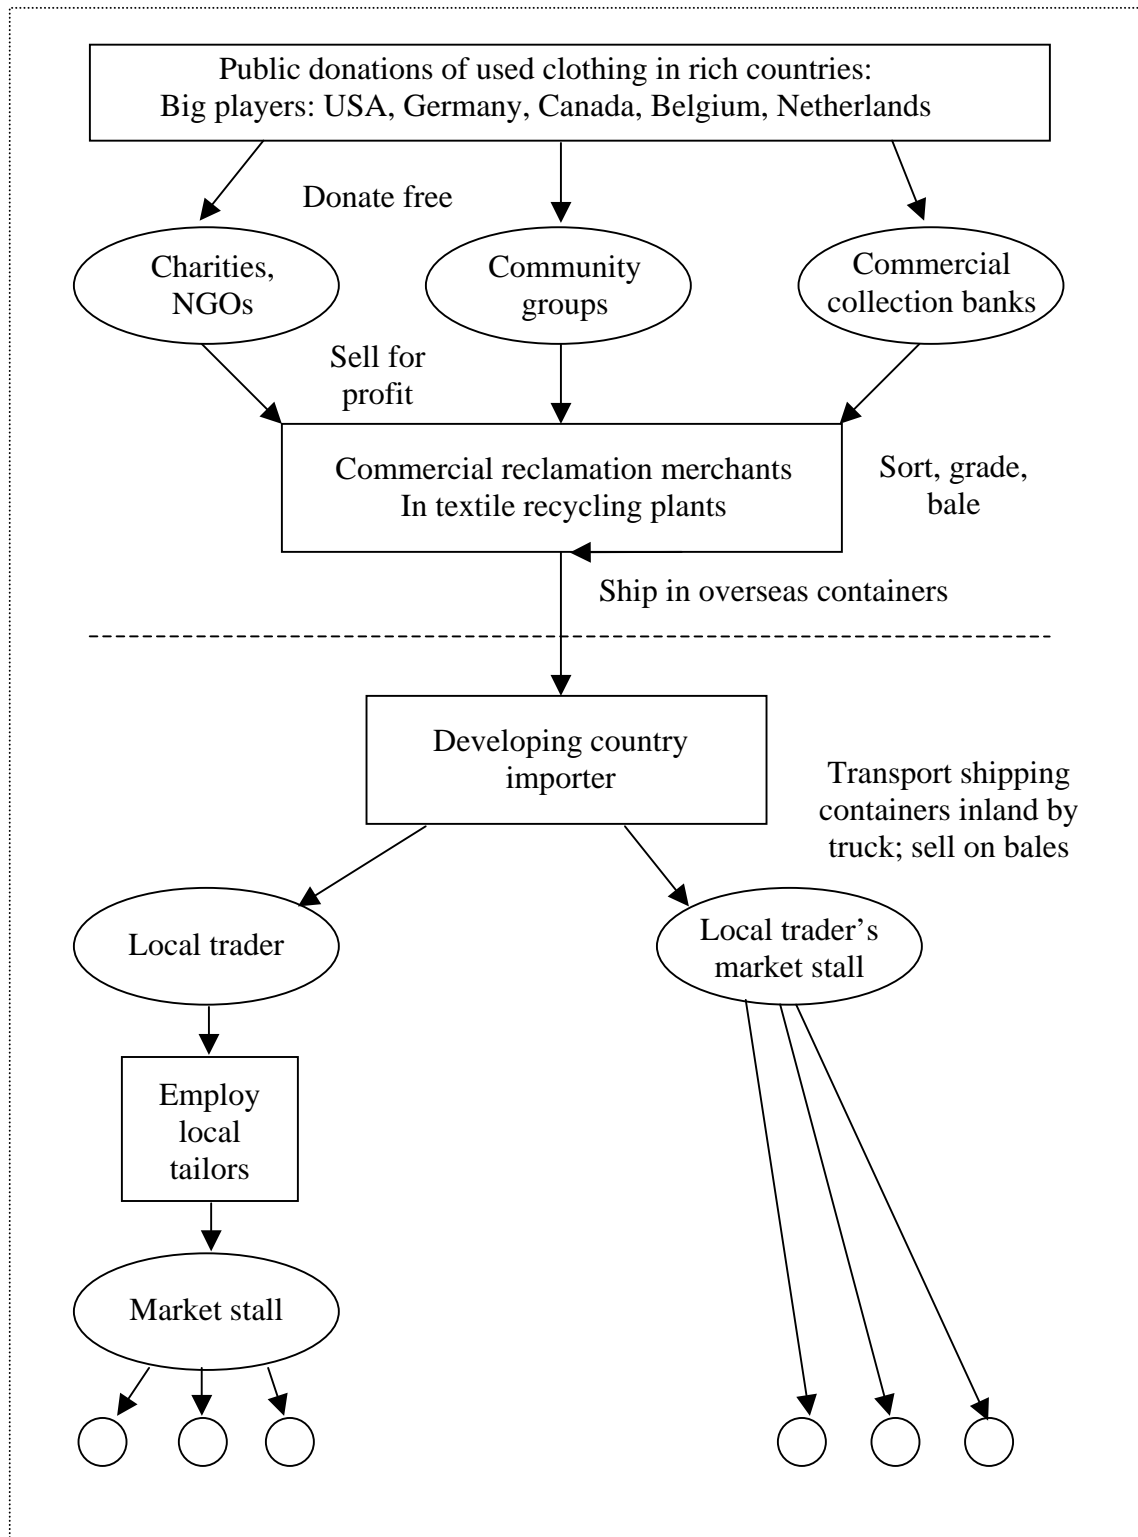 Public donations of used clothing in rich countries:
Big players: USA, Germany, Canada, Belgium, Netherlands
Donate free
Charities,
NGOs
Community
groups
Commercial
collection banks
Sell for
profit
Commercial reclamation merchants
In textile recycling plants
Sort, grade,
bale
Ship in overseas containers
Developing country
importer
Transport shipping
containers inland by
truck; sell on bales
Local trader
Local trader’s
market stall
Employ
local
tailors
Market stall